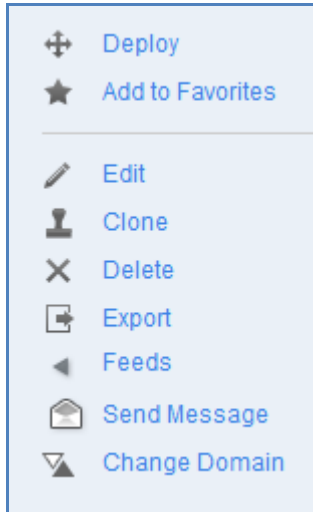 Deploy
Add to Favorites
Edit
Clone
Delete
Export
Feeds
Send Message
Change Domain